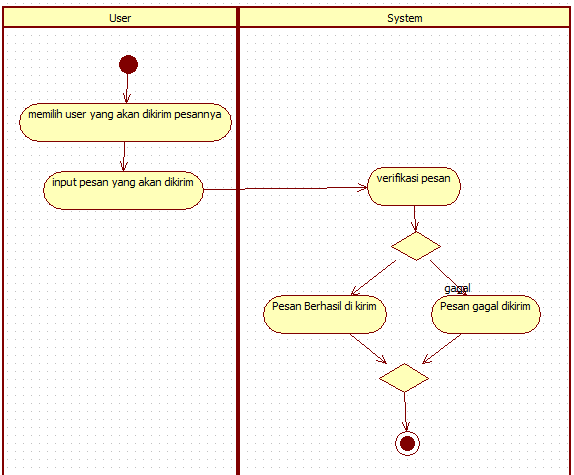 User
System
memilih user yang akan dikirim pesannya
input pesan yang akan dikirim
verifikasi pesan
gagal
Pesan Berhasil di kirim
Pesan gagal dikirim